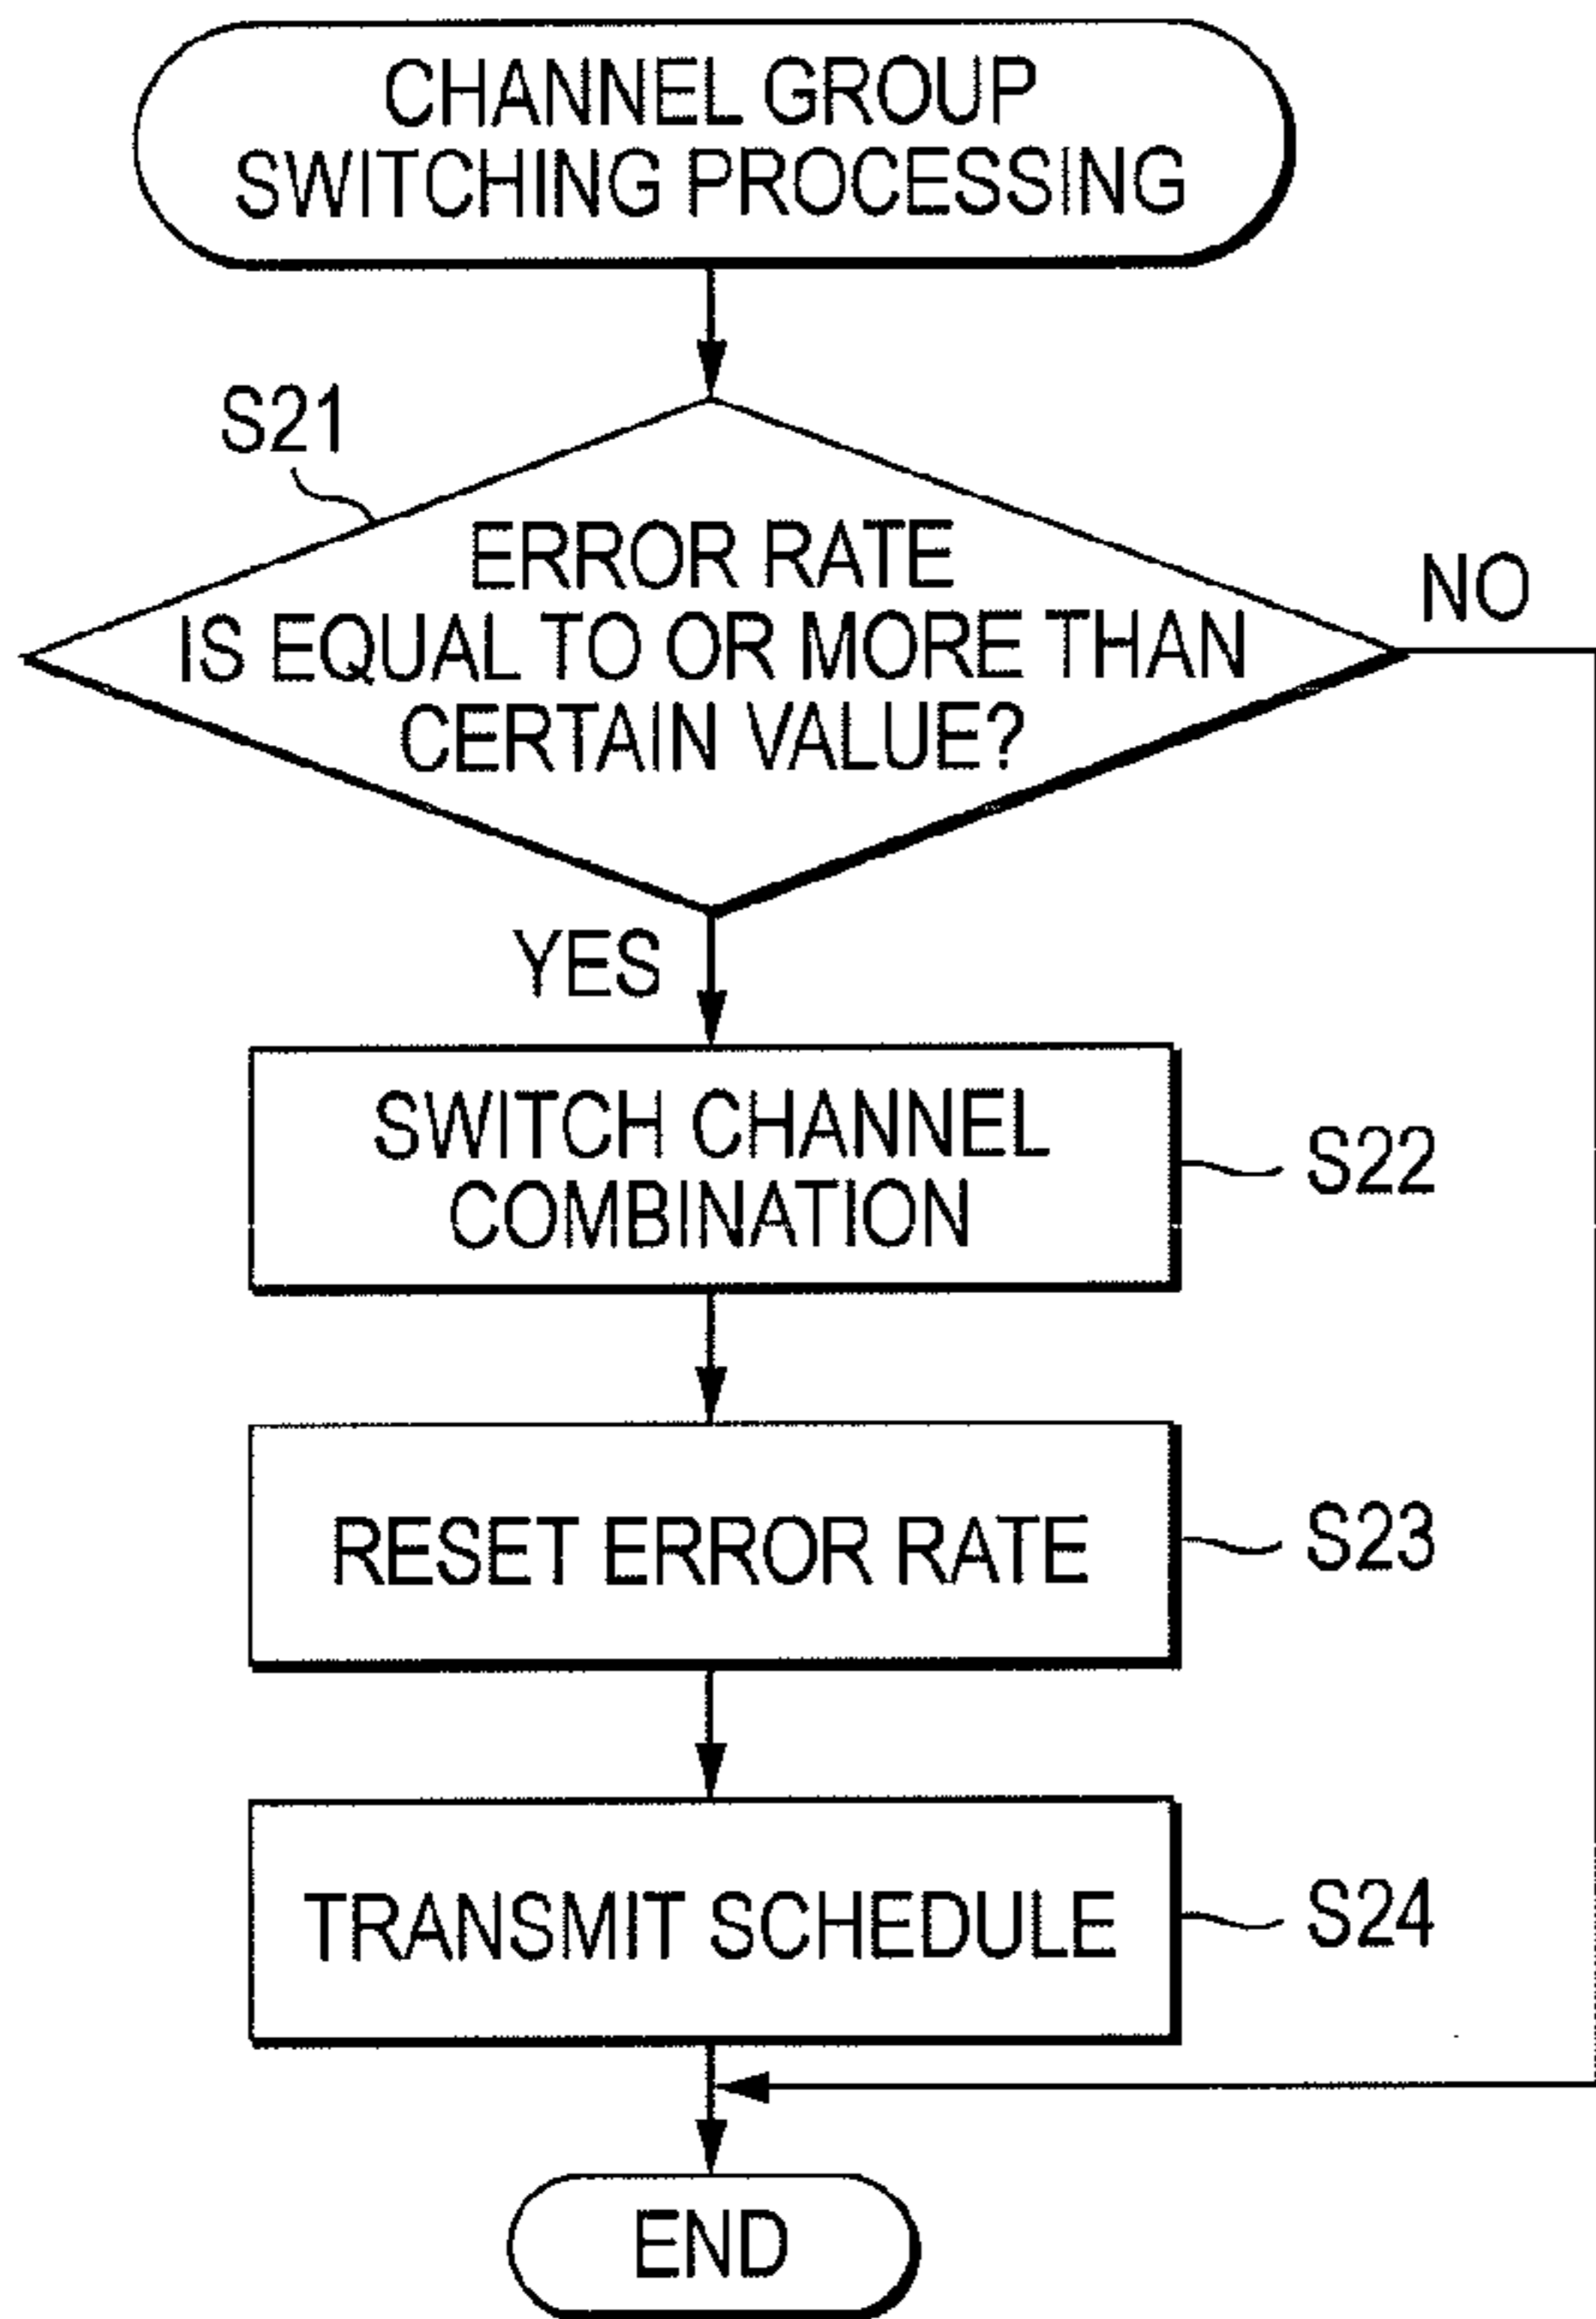 CHANNEL GROUP
SWITCHING PROCESSING
S21
ERROR RATE
IS EQUAL TO OR MORE THAN
CERTAIN VALUE?
NO
YES
SWITCH CHANNEL
COMBINATION
S22
RESET ERROR RATE
S23
TRANSMIT SCHEDULE
S24
END